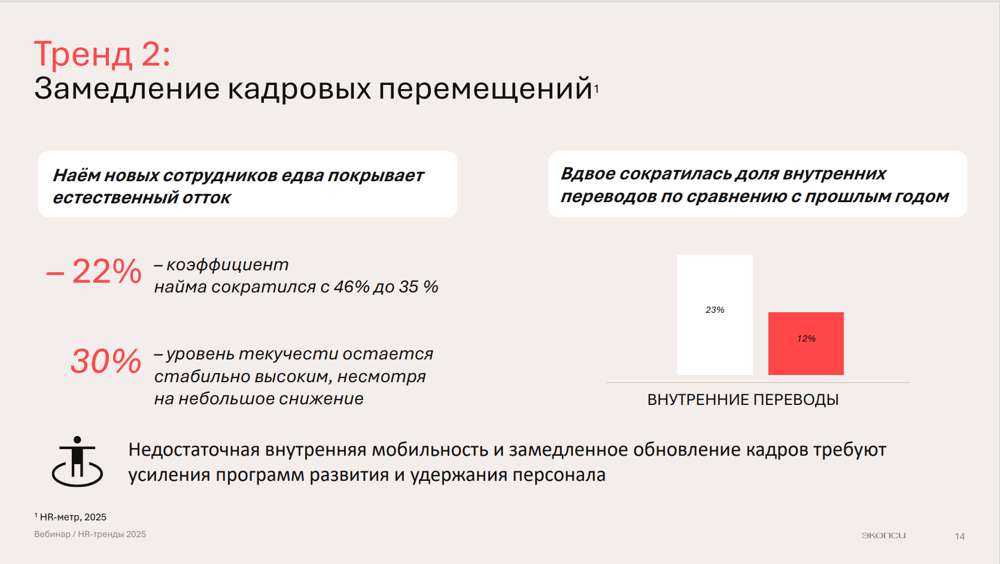 Тренд 2:
Замедление кадровых перемещений¹
Наём новых сотрудников едва покрывает
естественный отток
– 22%
– коэффициент
найма сократился с 46% до 35 %
30%
– уровень текучести остается
стабильно высоким, несмотря
на небольшое снижение
Вдвое сократилась доля внутренних
переводов по сравнению с прошлым годом
23%
12%
ВНУТРЕННИЕ ПЕРЕВОДЫ
Недостаточная внутренняя мобильность и замедленное обновление кадров требуют
усиления программ развития и удержания персонала
¹ HR-метр, 2025
Вебинар / HR-тренды 2025
экопси
14